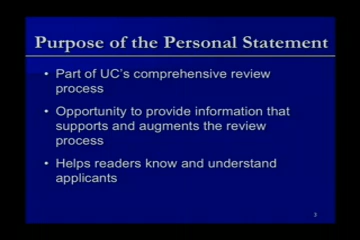 Purpose of the Personal Statement
• Part of UC's comprehensive review
process
• Opportunity to provide information that
supports and augments the review
process
• Helps readers know and understand
applicants
3